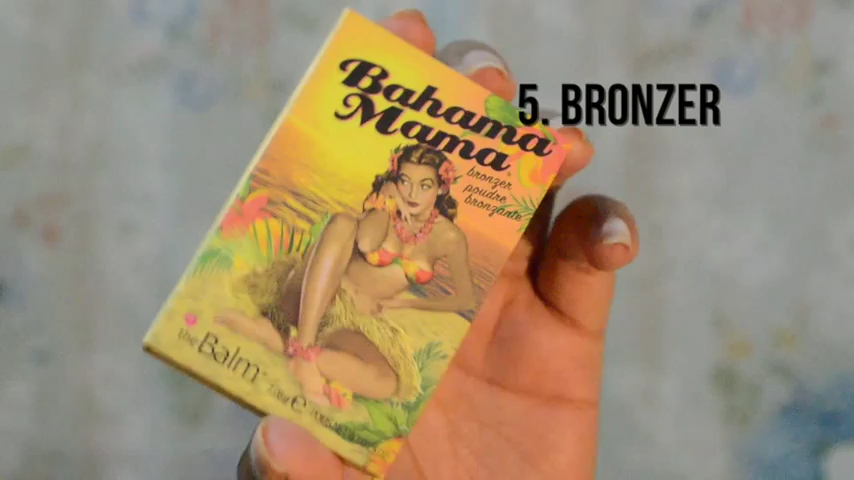 5. BRONZER
Bahama
Mama
bronzer
poudre
bronzante
theBalm